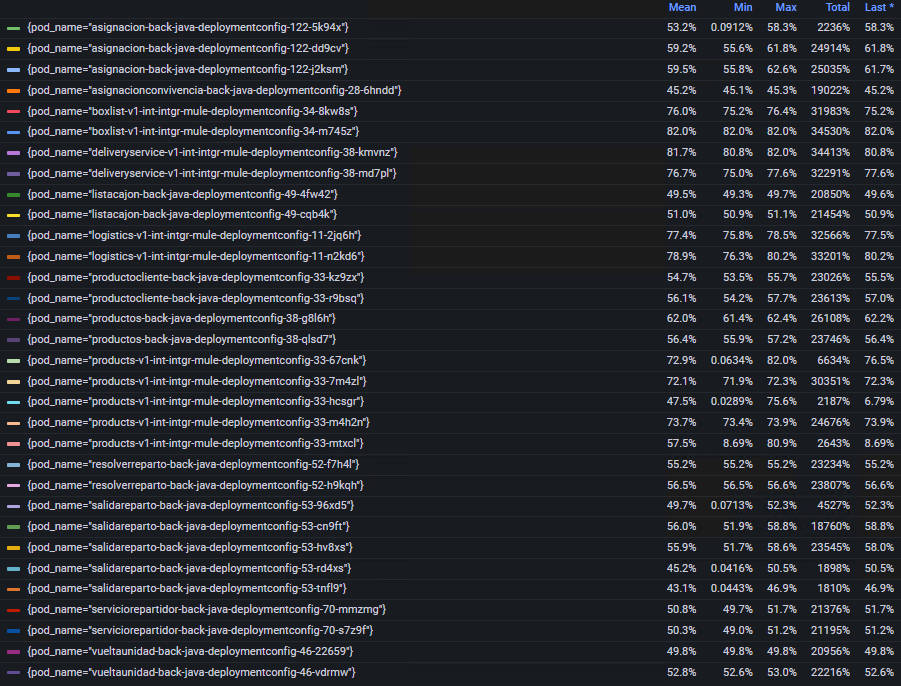 Mean Min Max Total Last *
{pod_name="asignacion-back-java-deploymentconfig-122-5k94x"} 53.2% 0.0912% 58.3% 2236% 58.3%
{pod_name="asignacion-back-java-deploymentconfig-122-dd9cv"} 59.2% 55.6% 61.8% 24914% 61.8%
{pod_name="asignacion-back-java-deploymentconfig-122-j2ksm"} 59.5% 55.8% 62.6% 25035% 61.7%
{pod_name="asignacionconvivencia-back-java-deploymentconfig-28-6hndd"} 45.2% 45.1% 45.3% 19022% 45.2%
{pod_name="boxlist-v1-int-intgr-mule-deploymentconfig-34-8kw8s"} 76.0% 75.2% 76.4% 31983% 75.2%
{pod_name="boxlist-v1-int-intgr-mule-deploymentconfig-34-m745z"} 82.0% 82.0% 82.0% 34530% 82.0%
{pod_name="deliveryservice-v1-int-intgr-mule-deploymentconfig-38-kmvnz"} 81.7% 80.8% 82.0% 34413% 80.8%
{pod_name="deliveryservice-v1-int-intgr-mule-deploymentconfig-38-md7pl"} 76.7% 75.0% 77.6% 32291% 77.6%
{pod_name="listacajon-back-java-deploymentconfig-49-4fw42"} 49.5% 49.3% 49.7% 20850% 49.6%
{pod_name="listacajon-back-java-deploymentconfig-49-cqb4k"} 51.0% 50.9% 51.1% 21454% 50.9%
{pod_name="logistics-v1-int-intgr-mule-deploymentconfig-11-2jq6h"} 77.4% 75.8% 78.5% 32566% 77.5%
{pod_name="logistics-v1-int-intgr-mule-deploymentconfig-11-n2kd6"} 78.9% 76.3% 80.2% 33201% 80.2%
{pod_name="productocliente-back-java-deploymentconfig-33-kz9zx"} 54.7% 53.5% 55.7% 23026% 55.5%
{pod_name="productocliente-back-java-deploymentconfig-33-r9bsq"} 56.1% 54.2% 57.7% 23613% 57.0%
{pod_name="productos-back-java-deploymentconfig-38-g8l6h"} 62.0% 61.4% 62.4% 26108% 62.2%
{pod_name="productos-back-java-deploymentconfig-38-qlsd7"} 56.4% 55.9% 57.2% 23746% 56.4%
{pod_name="products-v1-int-intgr-mule-deploymentconfig-33-67cnk"} 72.9% 0.0634% 82.0% 6634% 76.5%
{pod_name="products-v1-int-intgr-mule-deploymentconfig-33-7m4zl"} 72.1% 71.9% 72.3% 30351% 72.3%
{pod_name="products-v1-int-intgr-mule-deploymentconfig-33-hcsgr"} 47.5% 0.0289% 75.6% 2187% 6.79%
{pod_name="products-v1-int-intgr-mule-deploymentconfig-33-m4h2n"} 73.7% 73.4% 73.9% 24676% 73.9%
{pod_name="products-v1-int-intgr-mule-deploymentconfig-33-mtxcl"} 57.5% 8.69% 80.9% 2643% 8.69%
{pod_name="resolverreparto-back-java-deploymentconfig-52-f7h4l"} 55.2% 55.2% 55.2% 23234% 55.2%
{pod_name="resolverreparto-back-java-deploymentconfig-52-h9kqh"} 56.5% 56.5% 56.6% 23807% 56.6%
{pod_name="salidareparto-back-java-deploymentconfig-53-96xd5"} 49.7% 0.0713% 52.3% 4527% 52.3%
{pod_name="salidareparto-back-java-deploymentconfig-53-cn9ft"} 56.0% 51.9% 58.8% 18760% 58.8%
{pod_name="salidareparto-back-java-deploymentconfig-53-hv8xs"} 55.9% 51.7% 58.6% 23545% 58.0%
{pod_name="salidareparto-back-java-deploymentconfig-53-rd4xs"} 45.2% 0.0416% 50.5% 1898% 50.5%
{pod_name="salidareparto-back-java-deploymentconfig-53-tnfl9"} 43.1% 0.0443% 46.9% 1810% 46.9%
{pod_name="serviciorepartidor-back-java-deploymentconfig-70-mmzmg"} 50.8% 49.7% 51.7% 21376% 51.7%
{pod_name="serviciorepartidor-back-java-deploymentconfig-70-s7z9f"} 50.3% 49.0% 51.2% 21195% 51.2%
{pod_name="vueltaunidad-back-java-deploymentconfig-46-22659"} 49.8% 49.8% 49.8% 20956% 49.8%
{pod_name="vueltaunidad-back-java-deploymentconfig-46-vdrmw"} 52.8% 52.6% 53.0% 22216% 52.6%